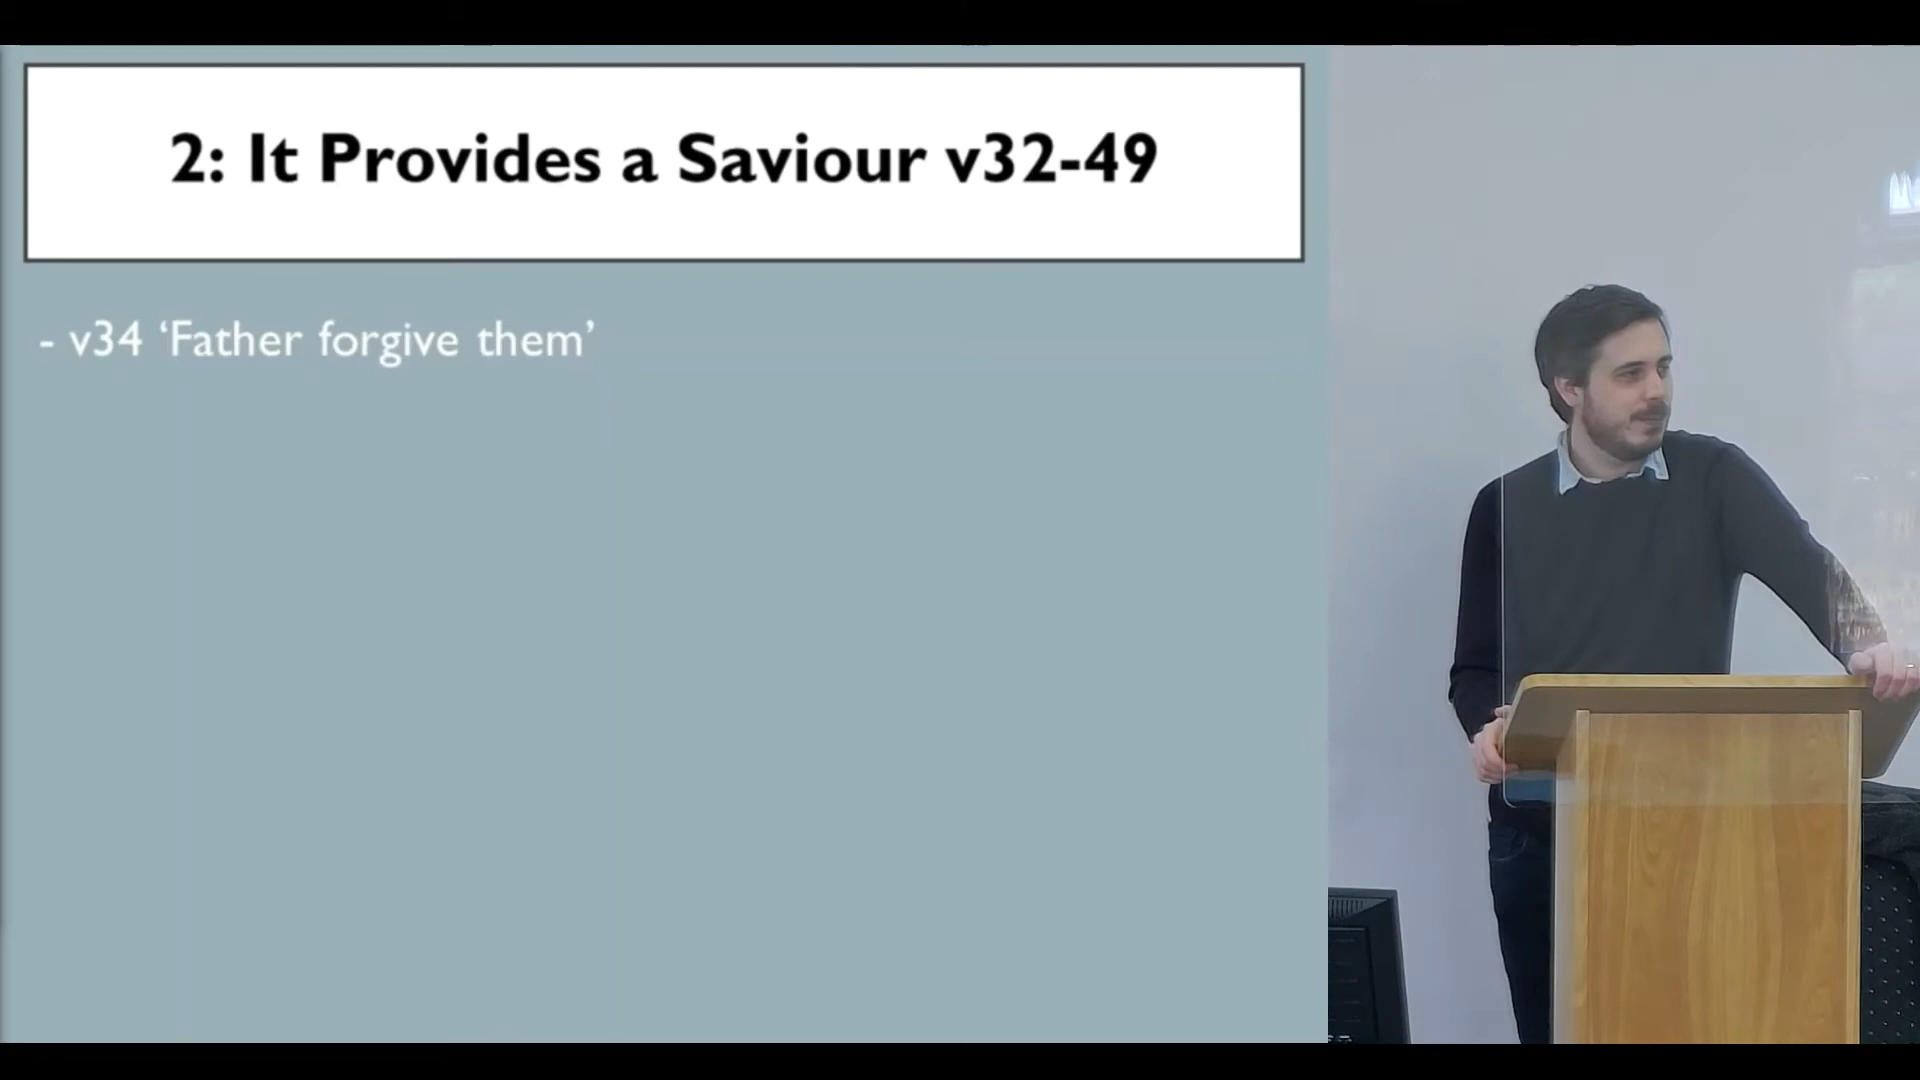 2: It Provides a Saviour v32-49
- v34 ‘Father forgive them’